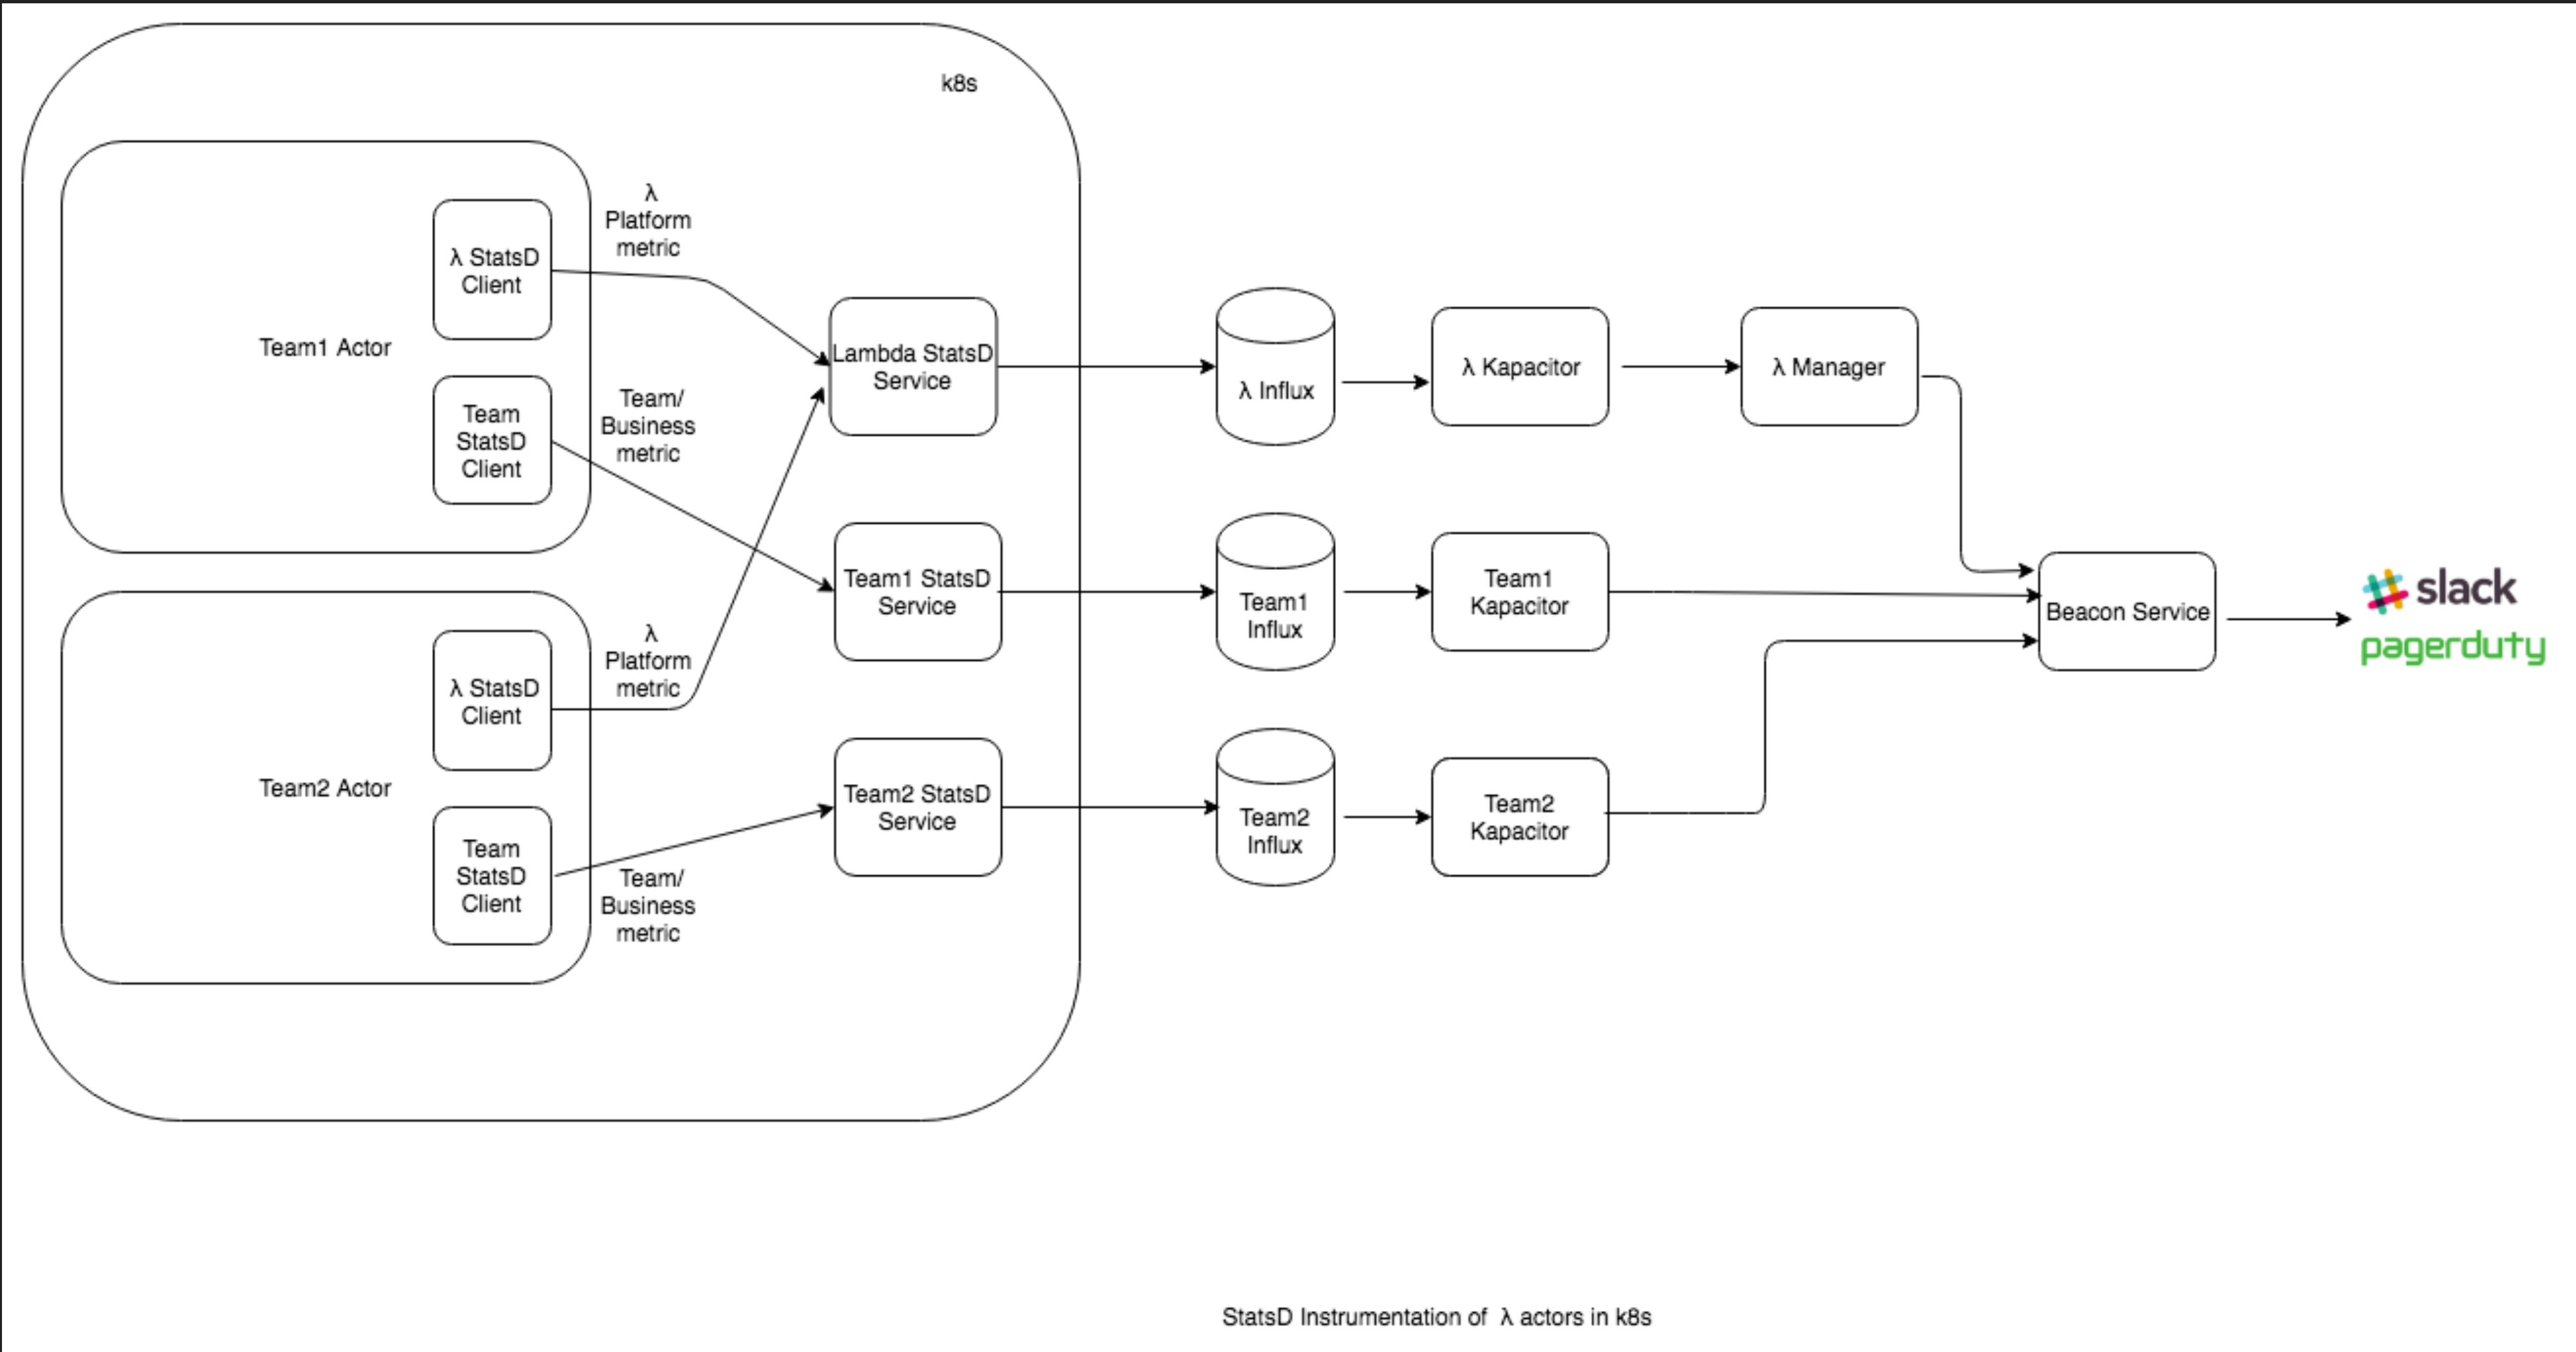 k8s
λ
Platform
metric
λ StatsD
Client
Team1 Actor
Team
StatsD
Client
Team/
Business
metric
Lambda StatsD
Service
λ Influx
λ Kapacitor
λ Manager
Team1 StatsD
Service
Team1
Influx
Team1
Kapacitor
Beacon Service
slack
pagerduty
λ
Platform
metric
λ StatsD
Client
Team2 Actor
Team
StatsD
Client
Team/
Business
metric
Team2 StatsD
Service
Team2
Influx
Team2
Kapacitor
StatsD Instrumentation of λ actors in k8s